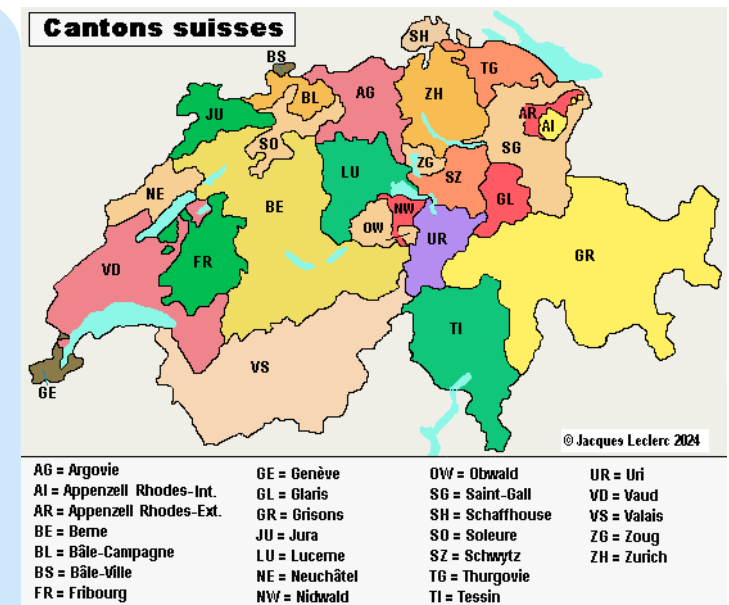 Cantons suisses
SH
BS
TG
BL
AG
ZH
JU
AR
AI
SO
SG
ZG
LU
SZ
NE
GL
BE
NW
OW
UR
GR
FR
VD
TI
VS
GE
© Jacques Leclerc 2024
AG = Argovie
AI = Appenzell Rhodes-Int.
AR = Appenzell Rhodes-Ext.
BE = Berne
BL = Bâle-Campagne
BS = Bâle-Ville
FR = Fribourg
GE = Genève
GL = Glaris
GR = Grisons
JU = Jura
LU = Lucerne
NE = Neuchâtel
NW = Nidwald
OW = Obwald
SG = Saint-Gall
SH = Schaffhouse
SO = Soleure
SZ = Schwytz
TG = Thurgovie
TI = Tessin
UR = Uri
VD = Vaud
VS = Valais
ZG = Zoug
ZH = Zurich